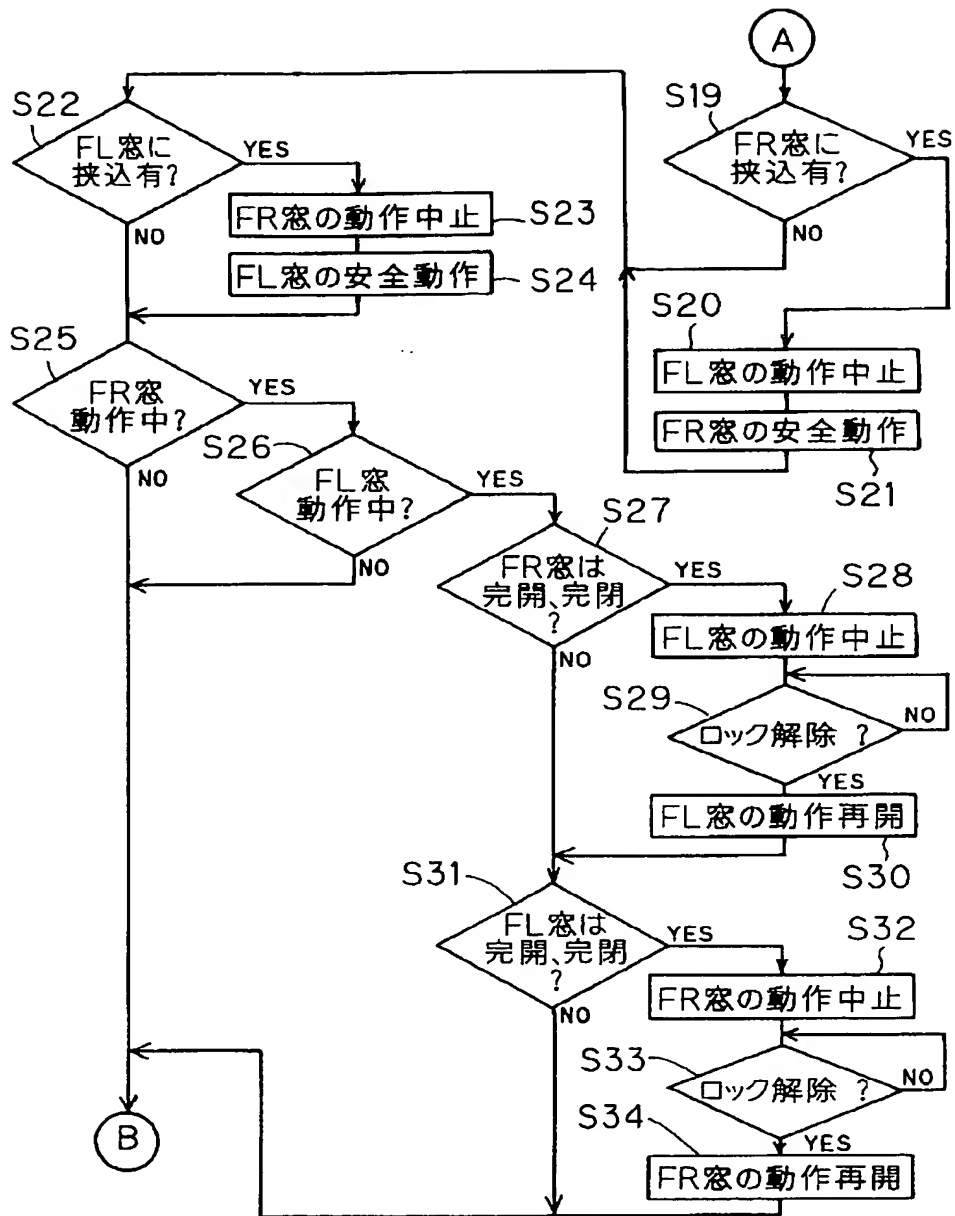 A
S19
FR窓に
挟込有?
YES
NO
S20
FL窓の動作中止
FR窓の安全動作
S21
S22
FL窓に
挟込有?
YES
NO
FR窓の動作中止
S23
FL窓の安全動作
S24
S25
FR窓
動作中?
YES
NO
S26
FL窓
動作中?
YES
NO
S27
FR窓は
完開、完閉
?
YES
NO
S28
FL窓の動作中止
S29
ロック解除 ?
NO
YES
FL窓の動作再開
S30
S31
FL窓は
完開、完閉
?
YES
NO
S32
FR窓の動作中止
S33
ロック解除 ?
NO
YES
S34
FR窓の動作再開
B